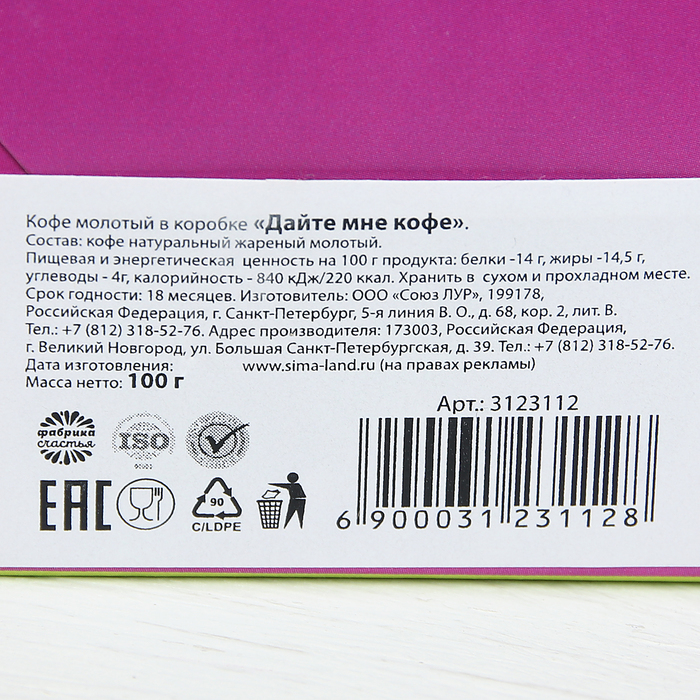 Кофе молотый в коробке «Дайте мне кофе».
Состав: кофе натуральный жареный молотый.
Пищевая и энергетическая ценность на 100 г продукта: белки -14 г, жиры -14,5 г,
углеводы - 4г, калорийность - 840 кДж/220 ккал. Хранить в сухом и прохладном месте.
Срок годности: 18 месяцев. Изготовитель: ООО «Союз ЛУР», 199178,
Российская Федерация, г. Санкт-Петербург, 5-я линия В. О., д. 68, кор. 2, лит. В.
Тел.: +7 (812) 318-52-76. Адрес производителя: 173003, Российская Федерация,
г. Великий Новгород, ул. Большая Санкт-Петербургская, д. 39. Тел.: +7 (812) 318-52-76.
Дата изготовления: www.sima-land.ru (на правах рекламы)
Масса нетто: 100 г
Арт.: 3123112
фабрика
счастья
ISO
EAC
90
C/LDPE
6 900031 231128